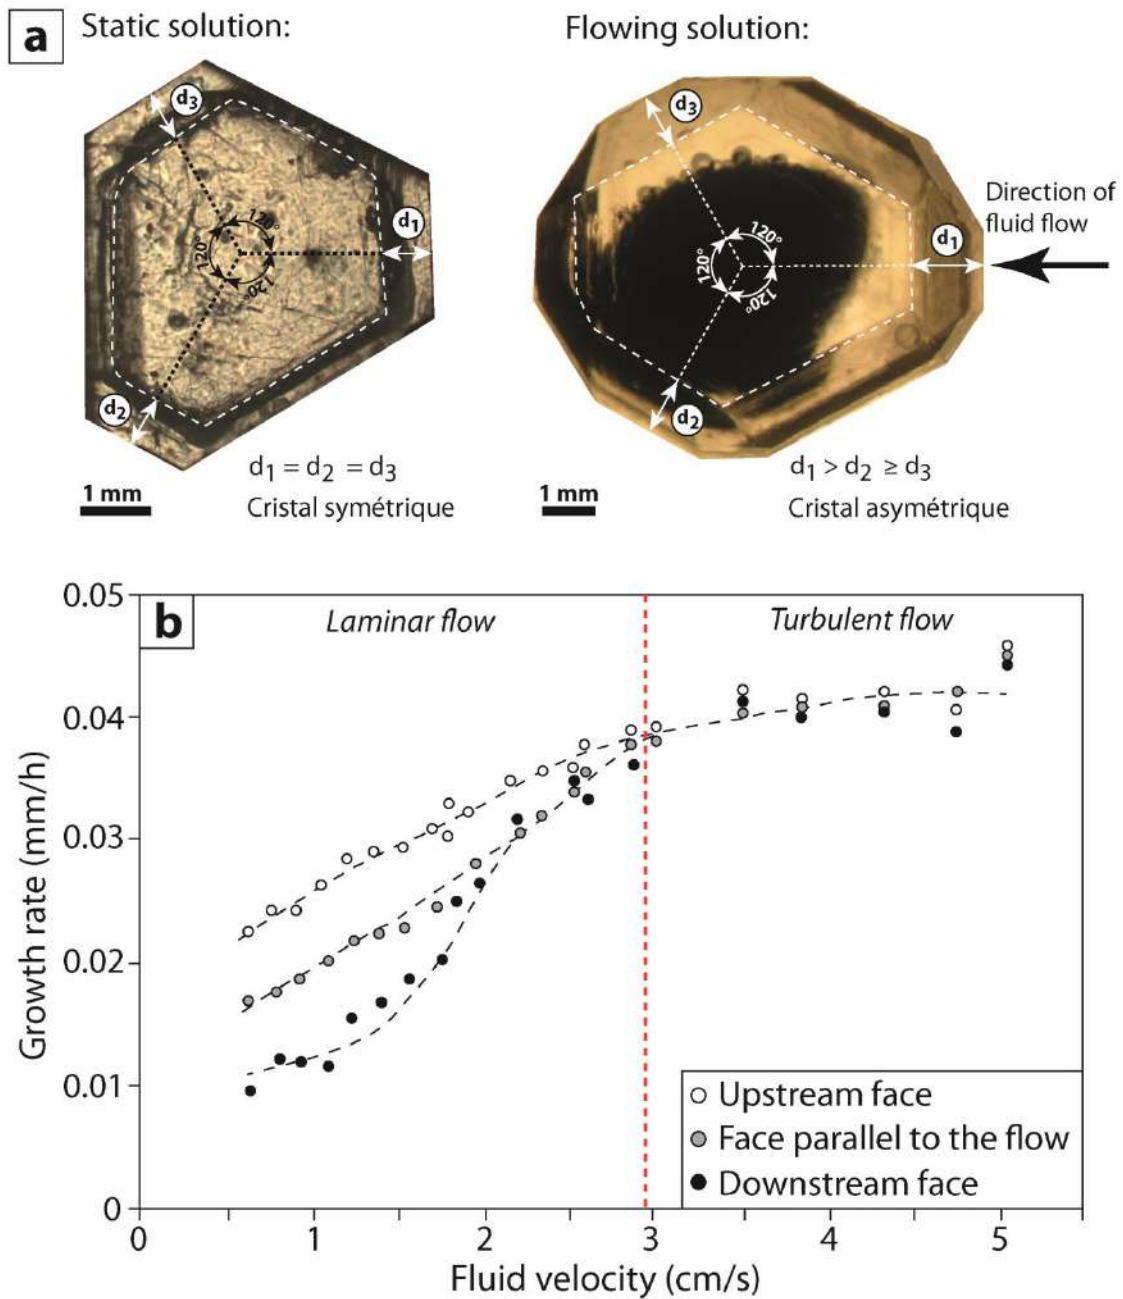 a
Static solution:
Flowing solution:
d3
d1
d2
120°
120°
120°
d1 = d2 = d3
Cristal symétrique
1 mm
d3
d1
d2
120°
120°
120°
Direction of
fluid flow
d1 > d2 ≥ d3
Cristal asymétrique
1 mm
b
Laminar flow
Turbulent flow
Growth rate (mm/h)
0.05
0.04
0.03
0.02
0.01
0
0 1 2 3 4 5
Fluid velocity (cm/s)
Upstream face
Face parallel to the flow
Downstream face